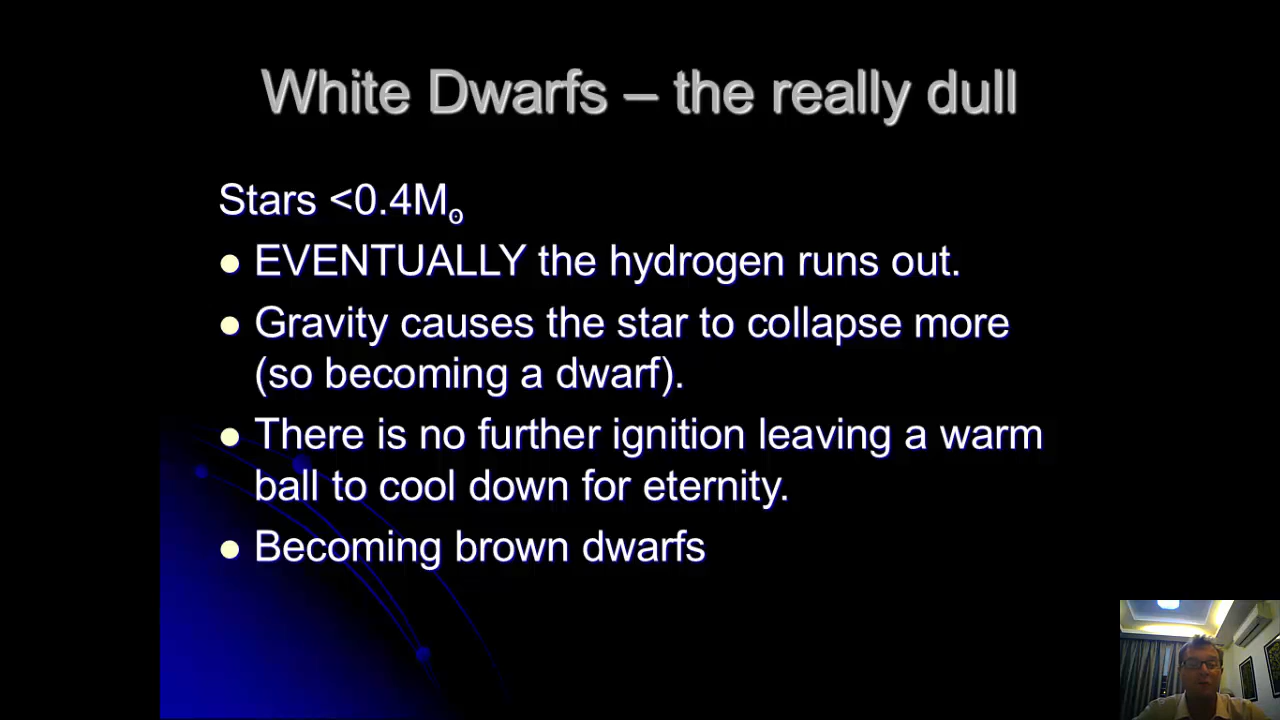 White Dwarfs – the really dull
Stars <0.4M⊙
EVENTUALLY the hydrogen runs out.
Gravity causes the star to collapse more
(so becoming a dwarf).
There is no further ignition leaving a warm
ball to cool down for eternity.
Becoming brown dwarfs